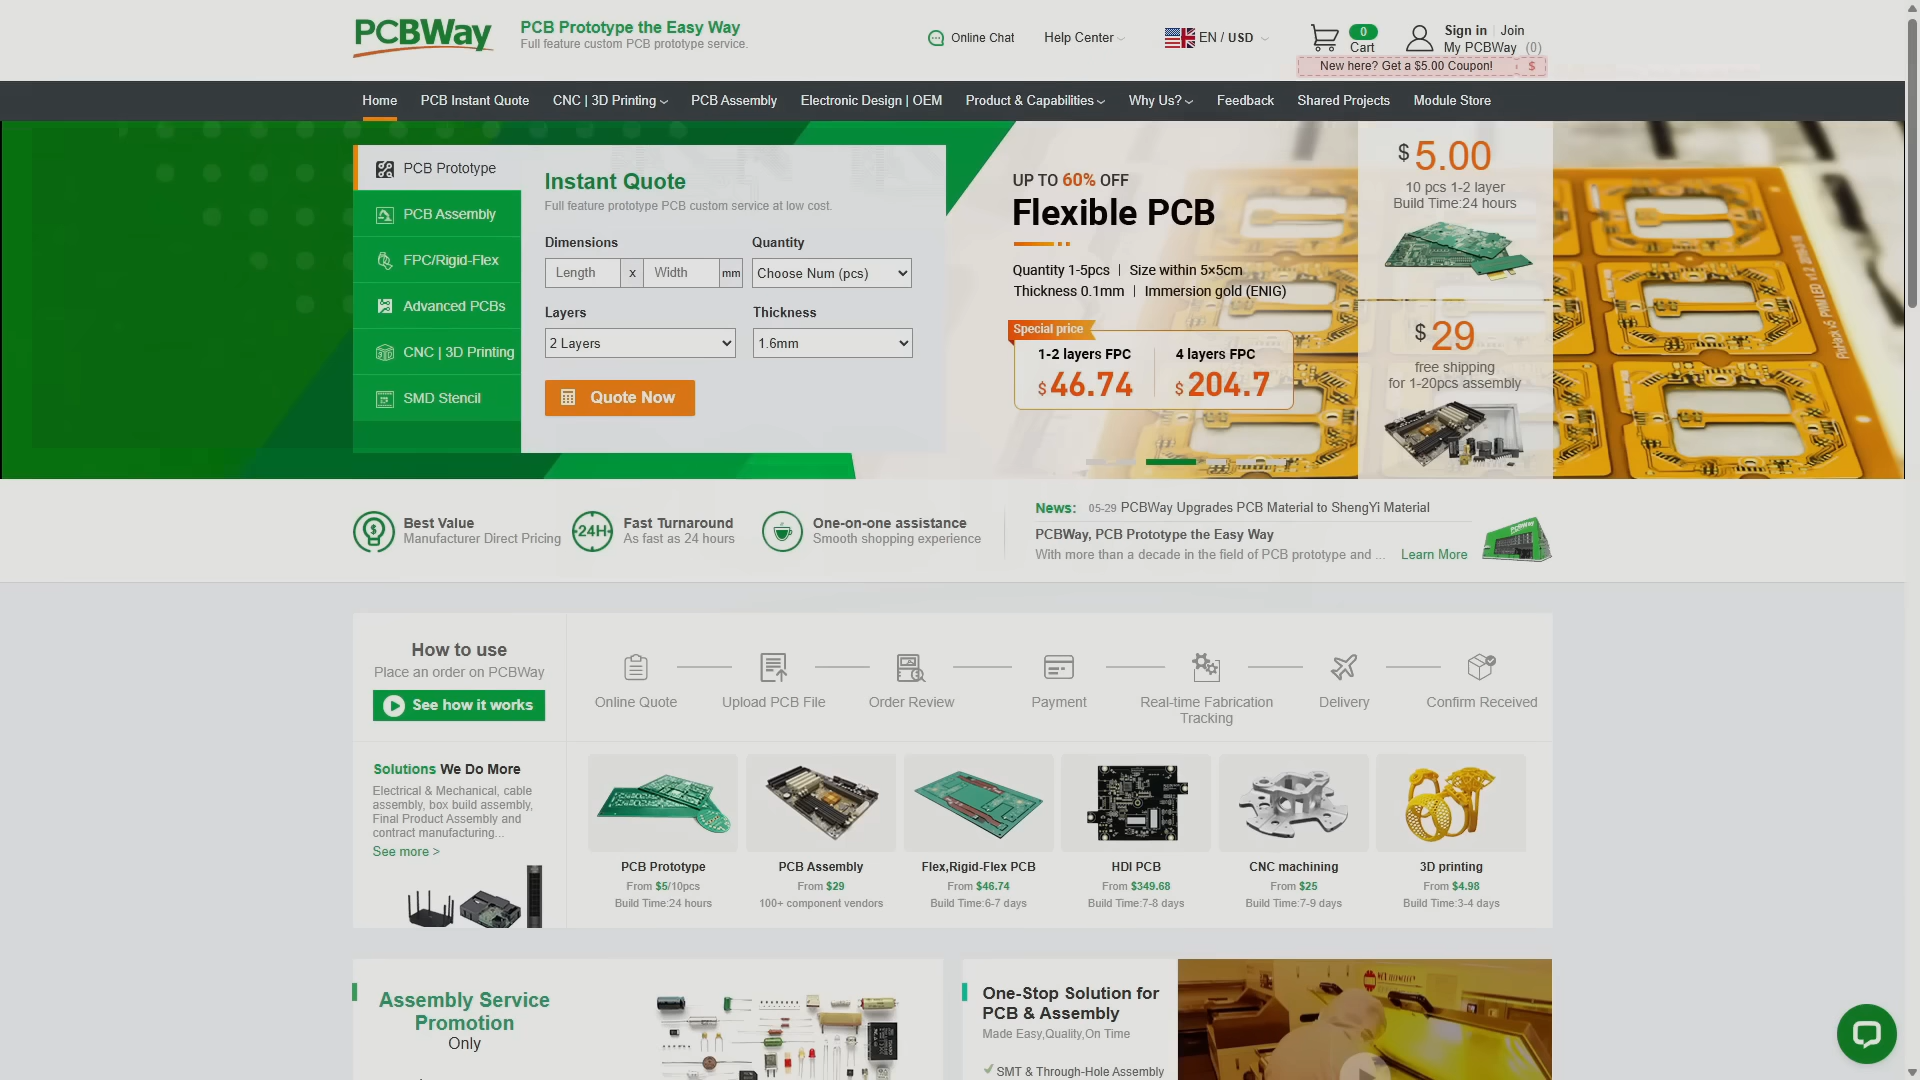 PCBWay
PCB Prototype the Easy Way
Full feature custom PCB prototype service.
Online Chat
Help Center
EN / USD
0
Cart
Sign in | Join
My PCBWay (0)
New here? Get a $5.00 Coupon! $
Home
PCB Instant Quote
CNC | 3D Printing
PCB Assembly
Electronic Design | OEM
Product & Capabilities
Why Us?
Feedback
Shared Projects
Module Store
PCB Prototype
PCB Assembly
FPC/Rigid-Flex
Advanced PCBs
CNC | 3D Printing
SMD Stencil
Instant Quote
Full feature prototype PCB custom service at low cost.
Dimensions
Quantity
Length x Width mm
Choose Num (pcs)
Layers
Thickness
2 Layers
1.6mm
Quote Now
UP TO 60% OFF
Flexible PCB
Quantity 1-5pcs | Size within 5×5cm
Thickness 0.1mm | Immersion gold (ENIG)
Special price
1-2 layers FPC
$46.74
4 layers FPC
$204.7
$5.00
10 pcs 1-2 layer
Build Time:24 hours
$29
free shipping
for 1-20pcs assembly
Best Value
Manufacturer Direct Pricing
24H
Fast Turnaround
As fast as 24 hours
One-on-one assistance
Smooth shopping experience
News: 05-29 PCBWay Upgrades PCB Material to ShengYi Material
PCBWay, PCB Prototype the Easy Way
With more than a decade in the field of PCB prototype and ... Learn More
How to use
Place an order on PCBWay
See how it works
Online Quote
Upload PCB File
Order Review
Payment
Real-time Fabrication
Tracking
Delivery
Confirm Received
Solutions We Do More
Electrical & Mechanical, cable
assembly, box build assembly,
Final Product Assembly and
contract manufacturing...
See more >
PCB Prototype
From $5/10pcs
Build Time:24 hours
PCB Assembly
From $29
100+ component vendors
Flex,Rigid-Flex PCB
From $46.74
Build Time:6-7 days
HDI PCB
From $349.68
Build Time:7-8 days
CNC machining
From $25
Build Time:7-9 days
3D printing
From $4.98
Build Time:3-4 days
Assembly Service
Promotion
Only
One-Stop Solution for
PCB & Assembly
Made Easy,Quality,On Time
SMT & Through-Hole Assembly